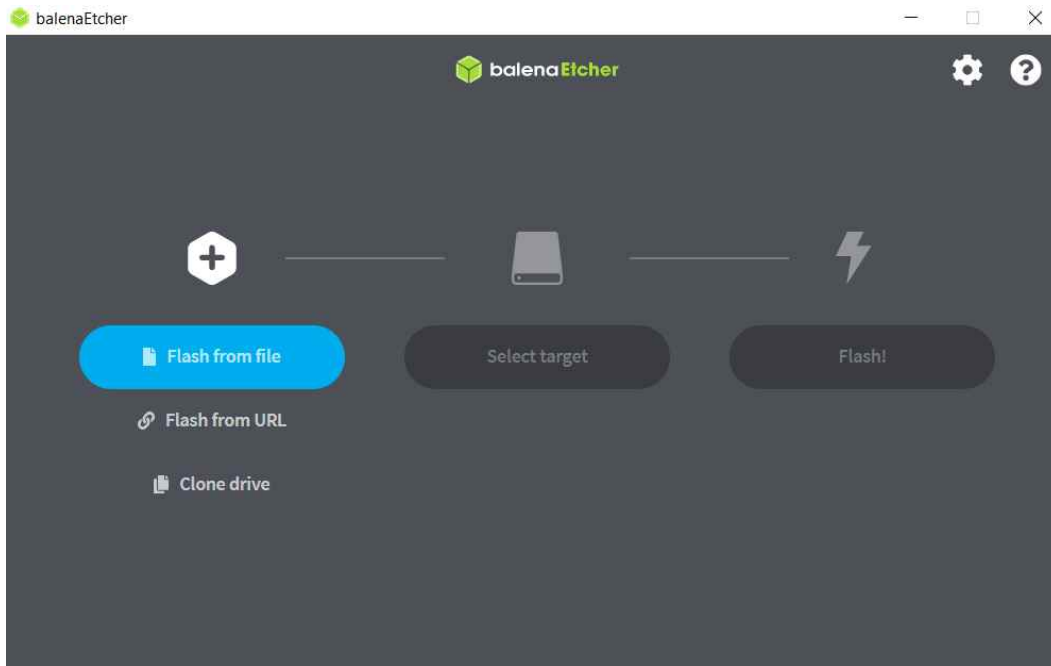 balenaEtcher
balenaEtcher
Flash from file
Select target
Flash!
Flash from URL
Clone drive